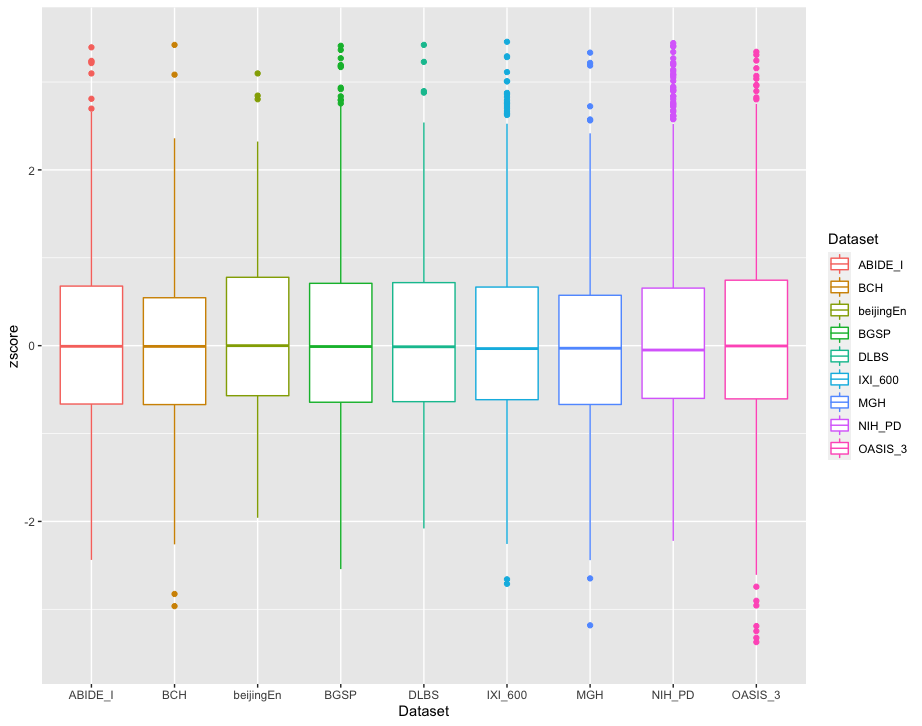 zscore
2
0
-2
ABIDE_I
BCH
beijingEn
BGSP
DLBS
IXI_600
MGH
NIH_PD
OASIS_3
Dataset
Dataset
ABIDE_I
BCH
beijingEn
BGSP
DLBS
IXI_600
MGH
NIH_PD
OASIS_3